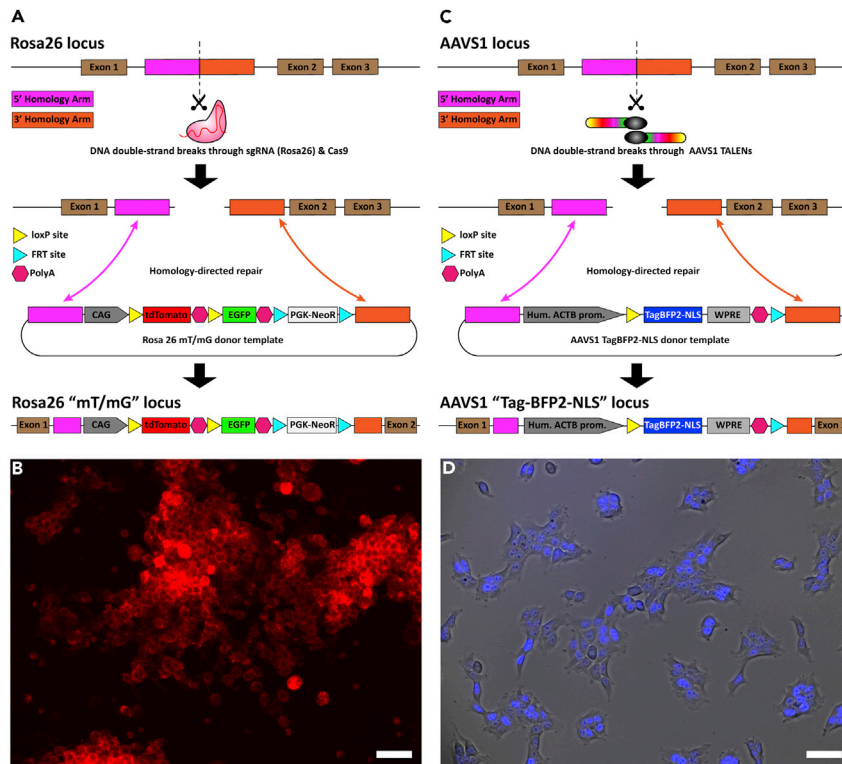 A
Rosa26 locus
Exon 1
Exon 2
Exon 3
5’ Homology Arm
3’ Homology Arm
DNA double-strand breaks through sgRNA (Rosa26) & Cas9
Exon 1
Exon 2
Exon 3
loxP site
FRT site
PolyA
Homology-directed repair
CAG
tdTomato
EGFP
PGK-NeoR
Rosa 26 mT/mG donor template
Rosa26 “mT/mG” locus
Exon 1
CAG
tdTomato
EGFP
PGK-NeoR
Exon 2
B
C
AAVS1 locus
Exon 1
Exon 2
Exon 3
5’ Homology Arm
3’ Homology Arm
DNA double-strand breaks through AAVS1 TALENs
Exon 1
Exon 2
Exon 3
loxP site
FRT site
PolyA
Homology-directed repair
Hum. ACTB prom.
TagBFP2-NLS
WPRE
AAVS1 TagBFP2-NLS donor template
AAVS1 “Tag-BFP2-NLS” locus
Exon 1
Hum. ACTB prom.
TagBFP2-NLS
WPRE
Exon
D